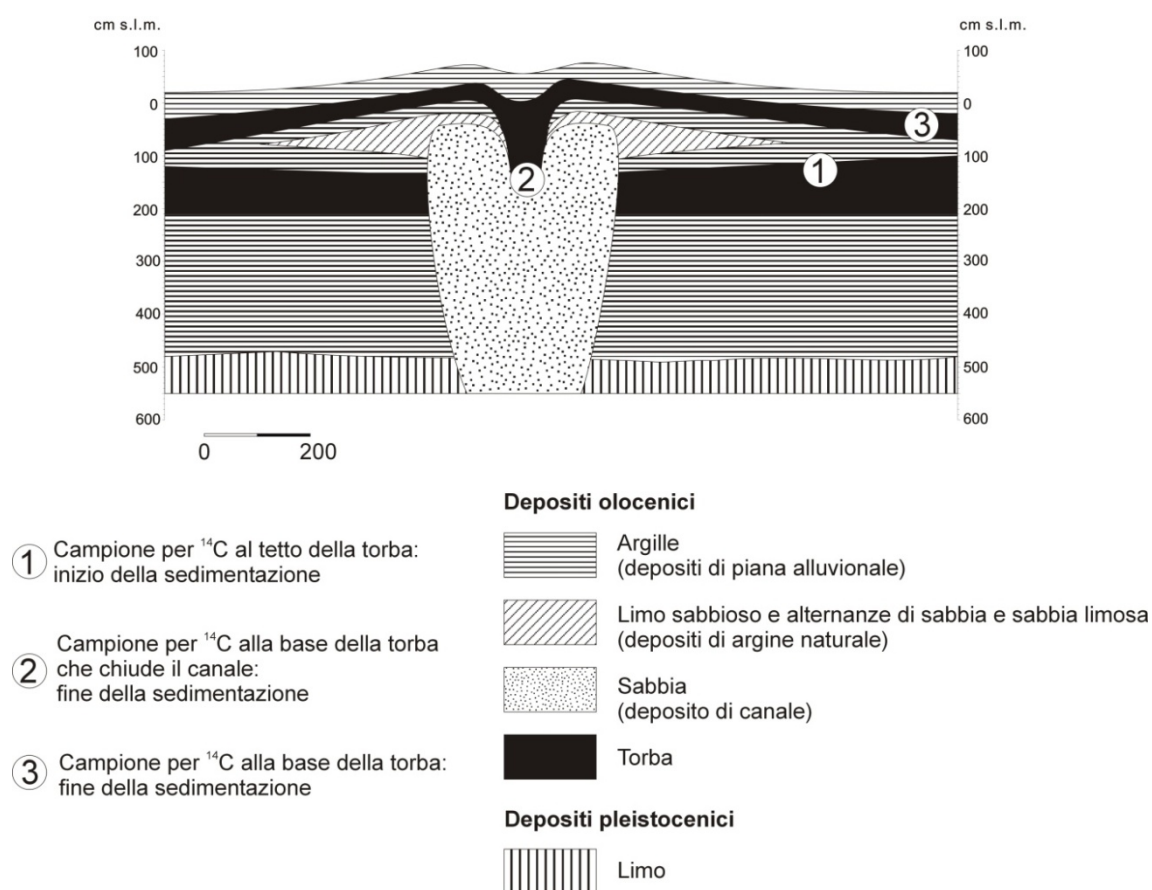 cm s.l.m.
cm s.l.m.
100
100
0
0
3
100
100
1
2
200
200
300
300
400
400
500
500
600
600
0
200
Depositi olocenici
1
Campione per ¹⁴C al tetto della torba:
inizio della sedimentazione
Argille
(depositi di piana alluvionale)
Limo sabbioso e alternanze di sabbia e sabbia limosa
(depositi di argine naturale)
2
Campione per ¹⁴C alla base della torba
che chiude il canale:
fine della sedimentazione
Sabbia
(deposito di canale)
3
Campione per ¹⁴C alla base della torba:
fine della sedimentazione
Torba
Depositi pleistocenici
Limo